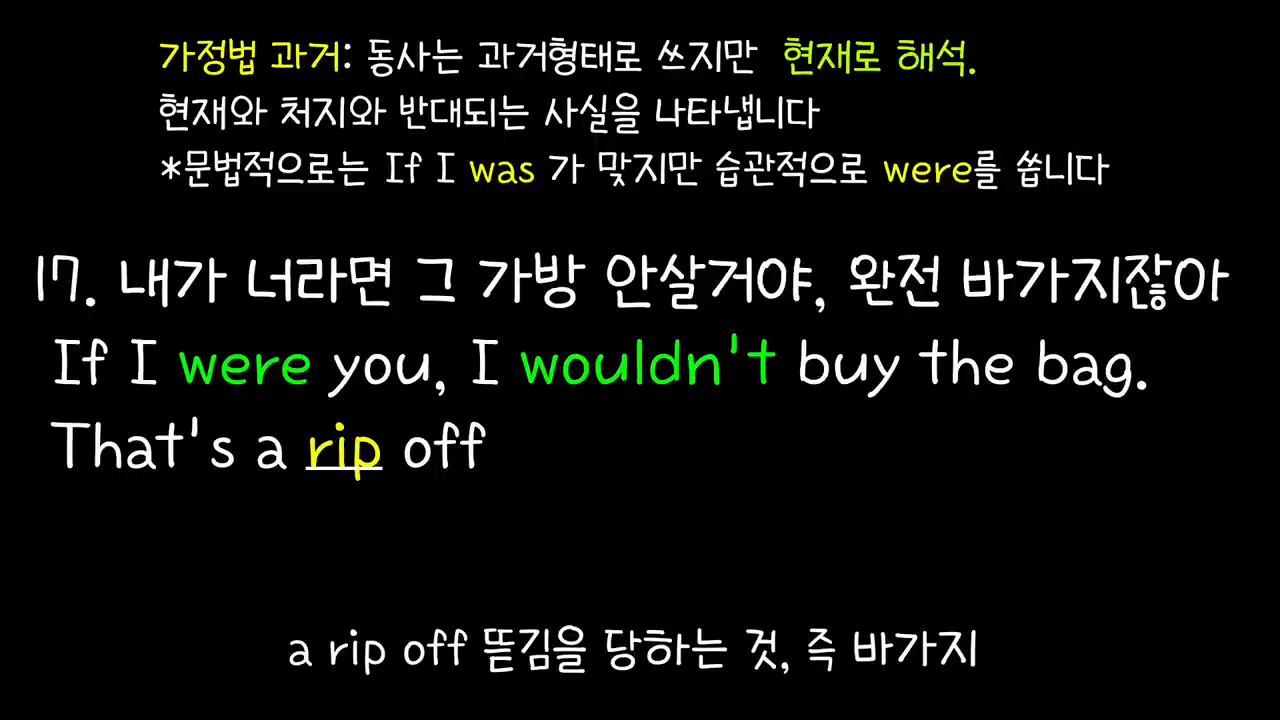 가정법 과거: 동사는 과거형태로 쓰지만 현재로 해석.
현재와 처지와 반대되는 사실을 나타냅니다
*문법적으로는 If I was 가 맞지만 습관적으로 were를 씁니다
17. 내가 너라면 그 가방 안살거야, 완전 바가지잖아
If I were you, I wouldn't buy the bag.
That's a rip off
a rip off 뜯김을 당하는 것, 즉 바가지